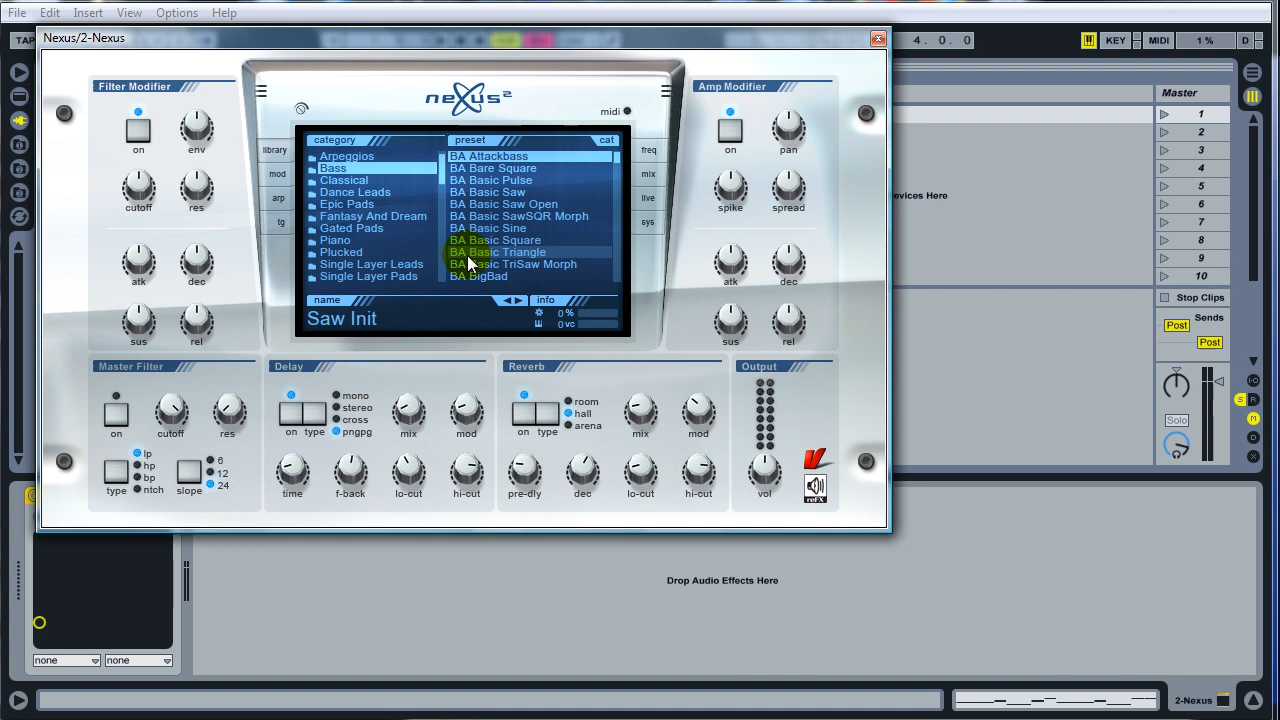 File Edit Insert View Options Help
TAP
4. 0. 0
KEY
MIDI
1 %
D
Nexus/2-Nexus
Filter Modifier
on
env
cutoff
res
atk
dec
sus
rel
nexus²
midi
library
mod
arp
tg
category
Arpeggios
Bass
Classical
Dance Leads
Epic Pads
Fantasy And Dream
Gated Pads
Piano
Plucked
Single Layer Leads
Single Layer Pads
preset
cat
BA Attackbass
BA Bare Square
BA Basic Pulse
BA Basic Saw
BA Basic Saw Open
BA Basic SawSQR Morph
BA Basic Sine
BA Basic Square
BA Basic Triangle
BA Basic TriSaw Morph
BA BigBad
name
Saw Init
info
0 %
0 vc
freq
mix
live
sys
Amp Modifier
on
pan
spike
spread
atk
dec
sus
rel
Master Filter
on
cutoff
res
lp
hp
bp
ntch
type
6
12
24
slope
Delay
on
type
mono
stereo
cross
pngpg
mix
mod
time
f-back
lo-cut
hi-cut
Reverb
on
type
room
hall
arena
mix
mod
pre-dly
dec
lo-cut
hi-cut
Output
vol
reFX
evices Here
Master
1
2
3
4
5
6
7
8
9
10
Stop Clips
Sends
Post
Post
Solo
S
R
M
D
X
Drop Audio Effects Here
none
none
2-Nexus